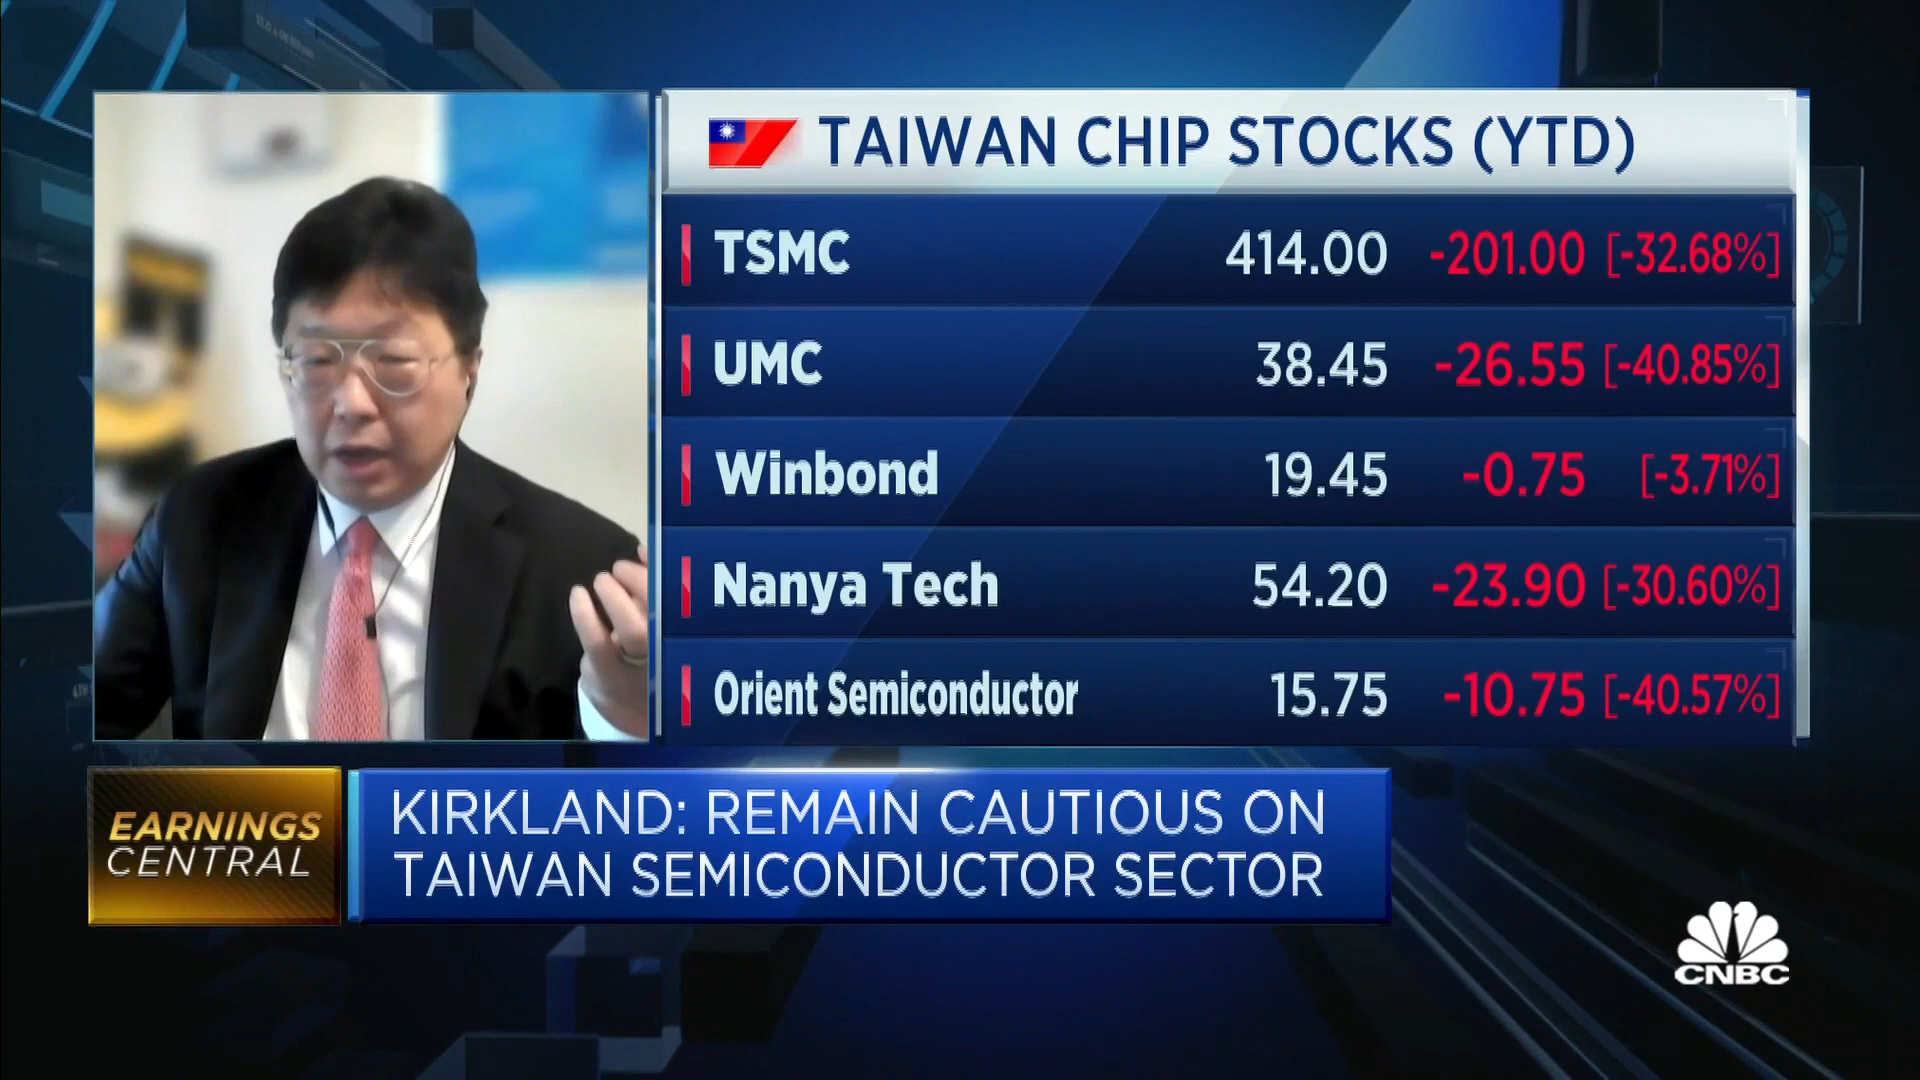 TAIWAN CHIP STOCKS (YTD)
TSMC 414.00 -201.00 [-32.68%]
UMC 38.45 -26.55 [-40.85%]
Winbond 19.45 -0.75 [-3.71%]
Nanya Tech 54.20 -23.90 [-30.60%]
Orient Semiconductor 15.75 -10.75 [-40.57%]
EARNINGS
CENTRAL
KIRKLAND: REMAIN CAUTIOUS ON
TAIWAN SEMICONDUCTOR SECTOR
CNBC